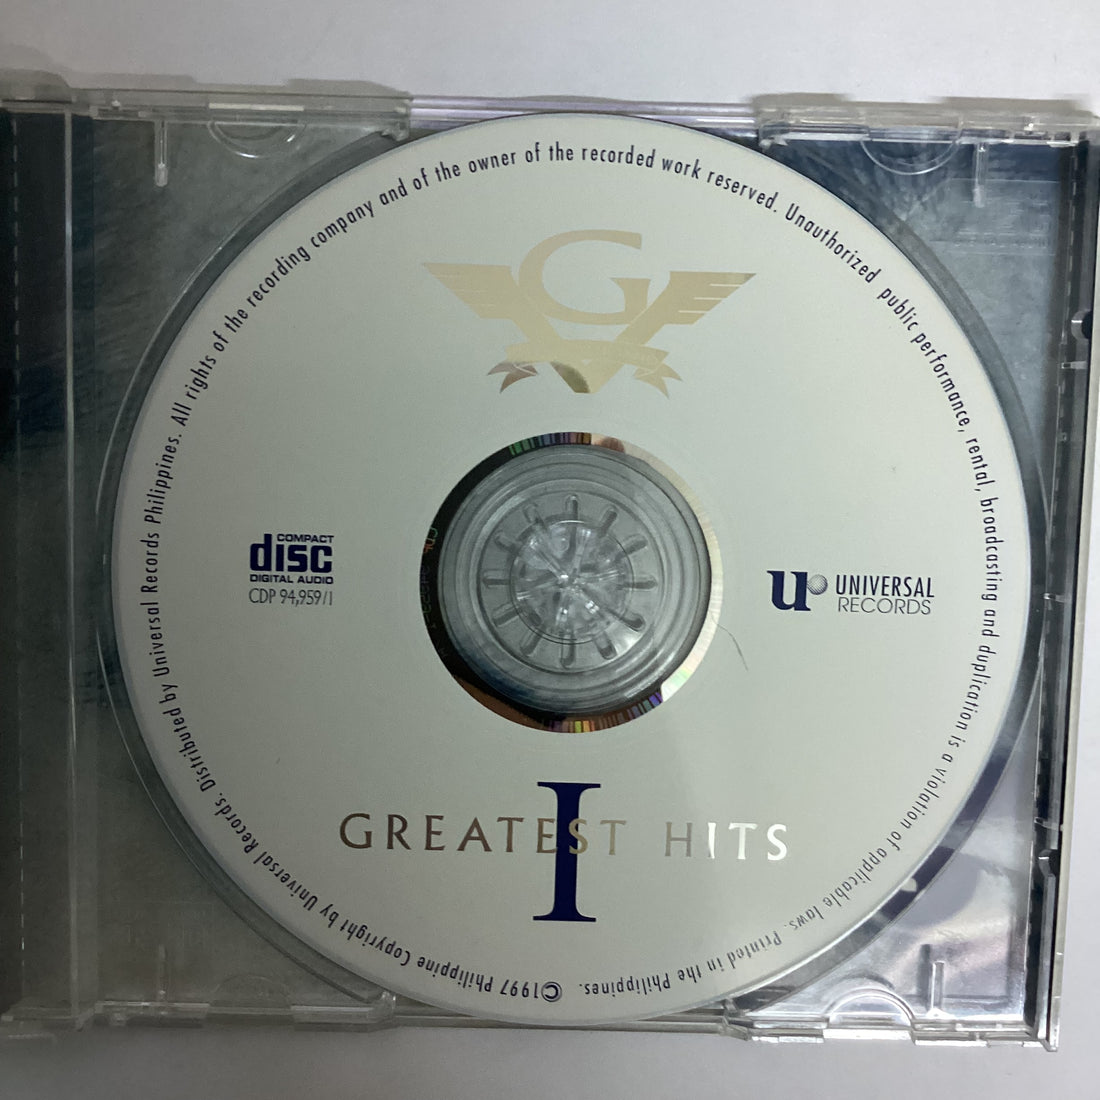 ©1997 Philippine Copyright by Universal Records. Distributed by Universal Records Philippines. All rights of the recording company and of the owner of the recorded work reserved. Unauthorized public performance, rental, broadcasting and duplication is a violation of applicable laws. Printed in the Philippines.
GV
COMPACT
disc
DIGITAL AUDIO
CDP 94,959/1
u UNIVERSAL
RECORDS
I
GREATEST HITS